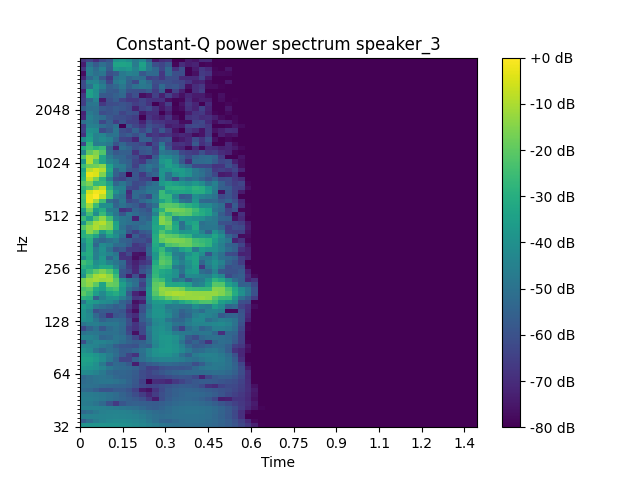 Constant-Q power spectrum speaker_3
Hz
2048
1024
512
256
128
64
32
0 0.15 0.3 0.45 0.6 0.75 0.9 1.1 1.2 1.4
Time
+0 dB
-10 dB
-20 dB
-30 dB
-40 dB
-50 dB
-60 dB
-70 dB
-80 dB